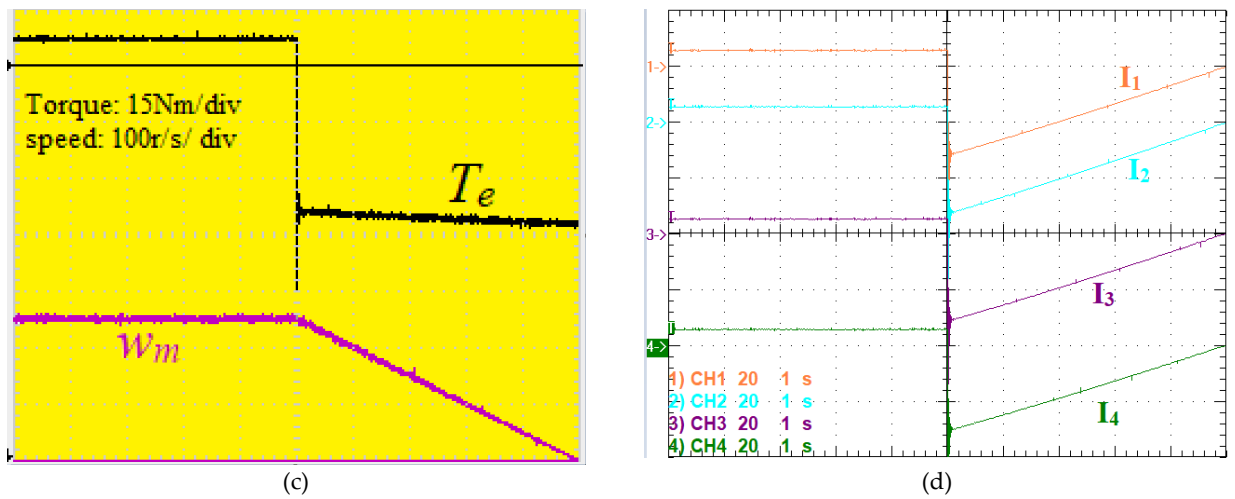 Torque: 15Nm/div
speed: 100r/s/ div
Te
wm
(c)
1->
2->
3->
4->
I1
I2
I3
I4
1) CH1 20 1 s
2) CH2 20 1 s
3) CH3 20 1 s
4) CH4 20 1 s
(d)